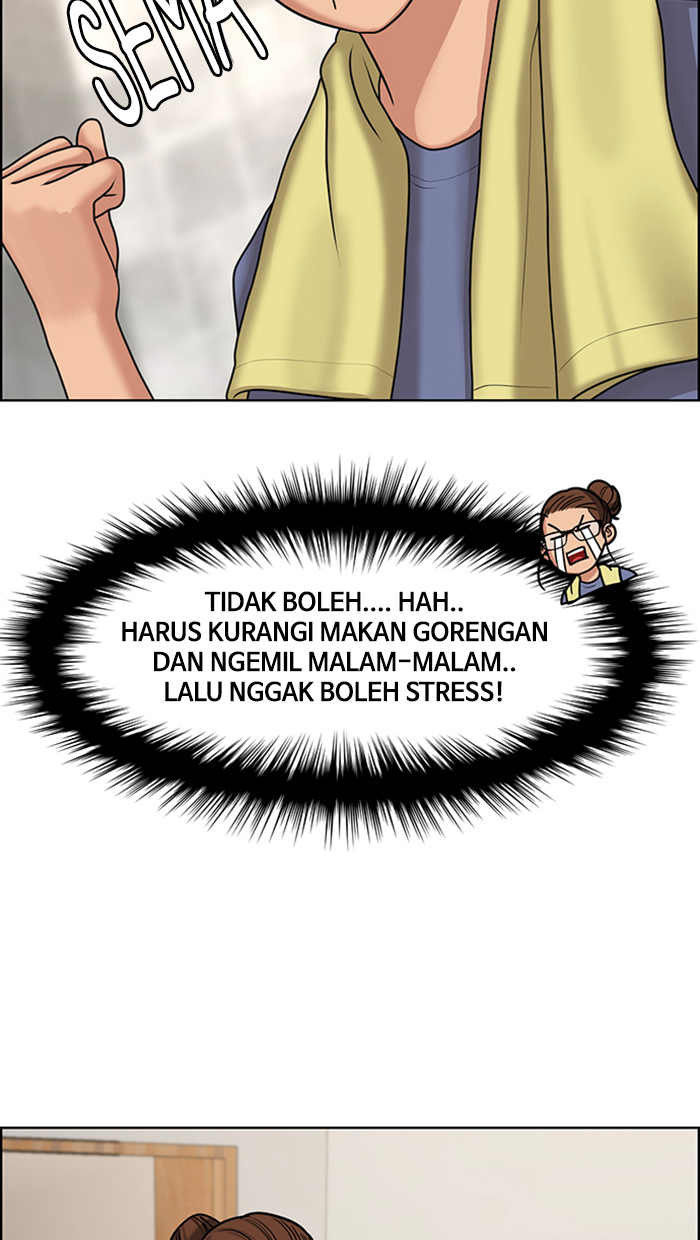 SEMA
TIDAK BOLEH.... HAH..
HARUS KURANGI MAKAN GORENGAN
DAN NGEMIL MALAM-MALAM..
LALU NGGAK BOLEH STRESS!